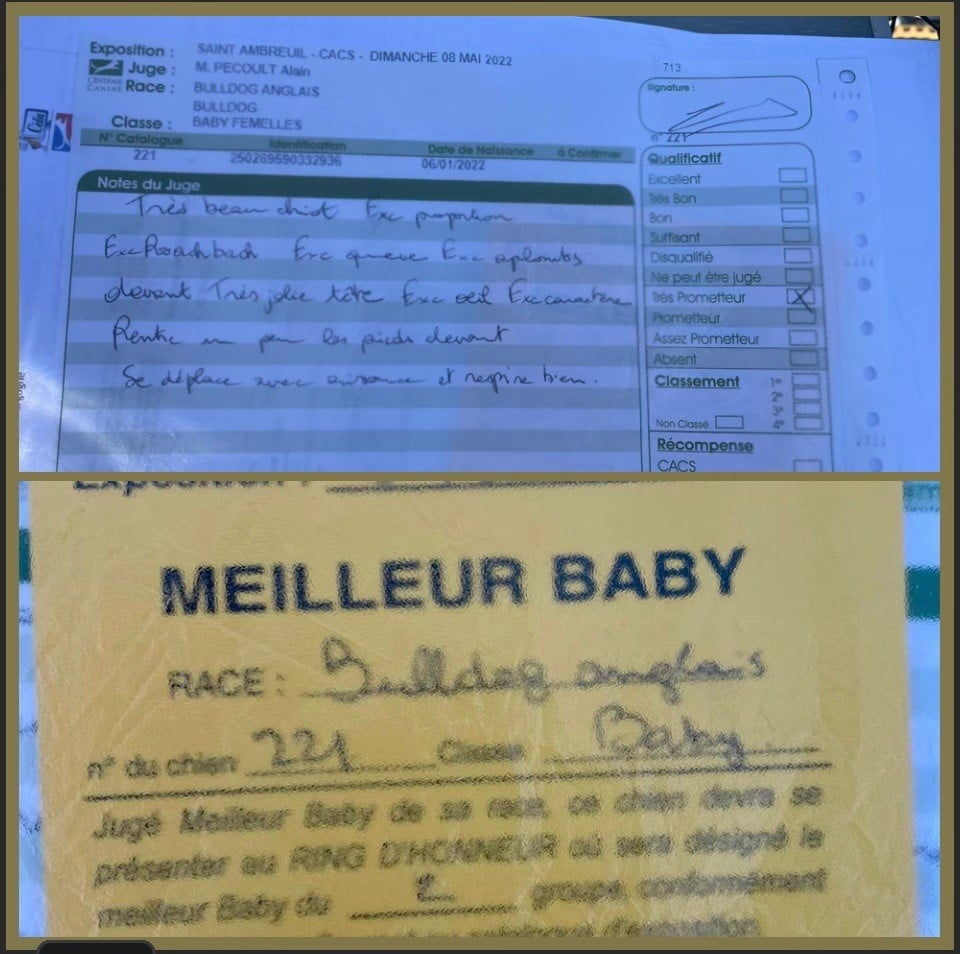 Exposition : SAINT AMBREUIL - CACS - DIMANCHE 08 MAI 2022
Juge : M. PECOULT Alain
CENTRALE CANINE
Race : BULLDOG ANGLAIS
BULLDOG
Classe : BABY FEMELLES
N° Catalogue Identification Date de Naissance à Confirmer
221 250269590332936 06/01/2022
Notes du Juge
Très beau chiot Exc proportion
Exc Roachbach Exc queue Exc aplombs
devant Très jolie tête Exc oeil Exc caractère
Rentre un peu les pieds devant
Se déplace avec aisance et respire bien.
713
Signature :
n° 221
Qualificatif
Excellent
Très Bon
Bon
Suffisant
Disqualifié
Ne peut être jugé
Très Prometteur X
Prometteur
Assez Prometteur
Absent
Classement 1er
2e
3e
Non Classé 4e
Récompense
CACS
Exposition :
MEILLEUR BABY
RACE : Bulldog anglais
n° du chien 221 Classe Baby
Jugé Meilleur Baby de sa race, ce chien devra se
présenter au RING D'HONNEUR où sera désigné le
meilleur Baby du 2 groupe, conformément
d'exposition